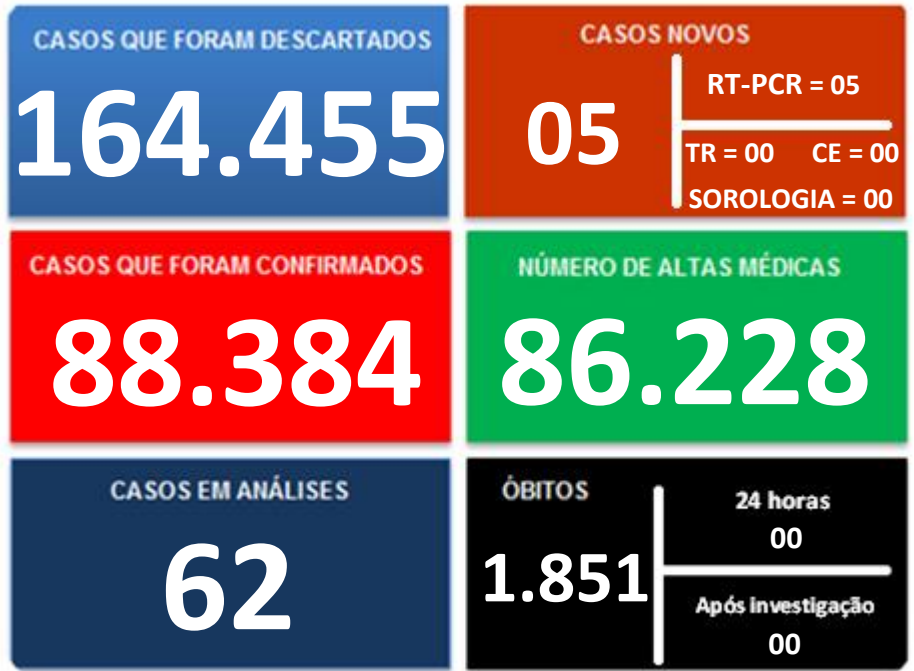 CASOS QUE FORAM DESCARTADOS
164.455
CASOS NOVOS
05
RT-PCR = 05
TR = 00 CE = 00
SOROLOGIA = 00
CASOS QUE FORAM CONFIRMADOS
88.384
NÚMERO DE ALTAS MÉDICAS
86.228
CASOS EM ANÁLISES
62
ÓBITOS
1.851
24 horas
00
Após investigação
00